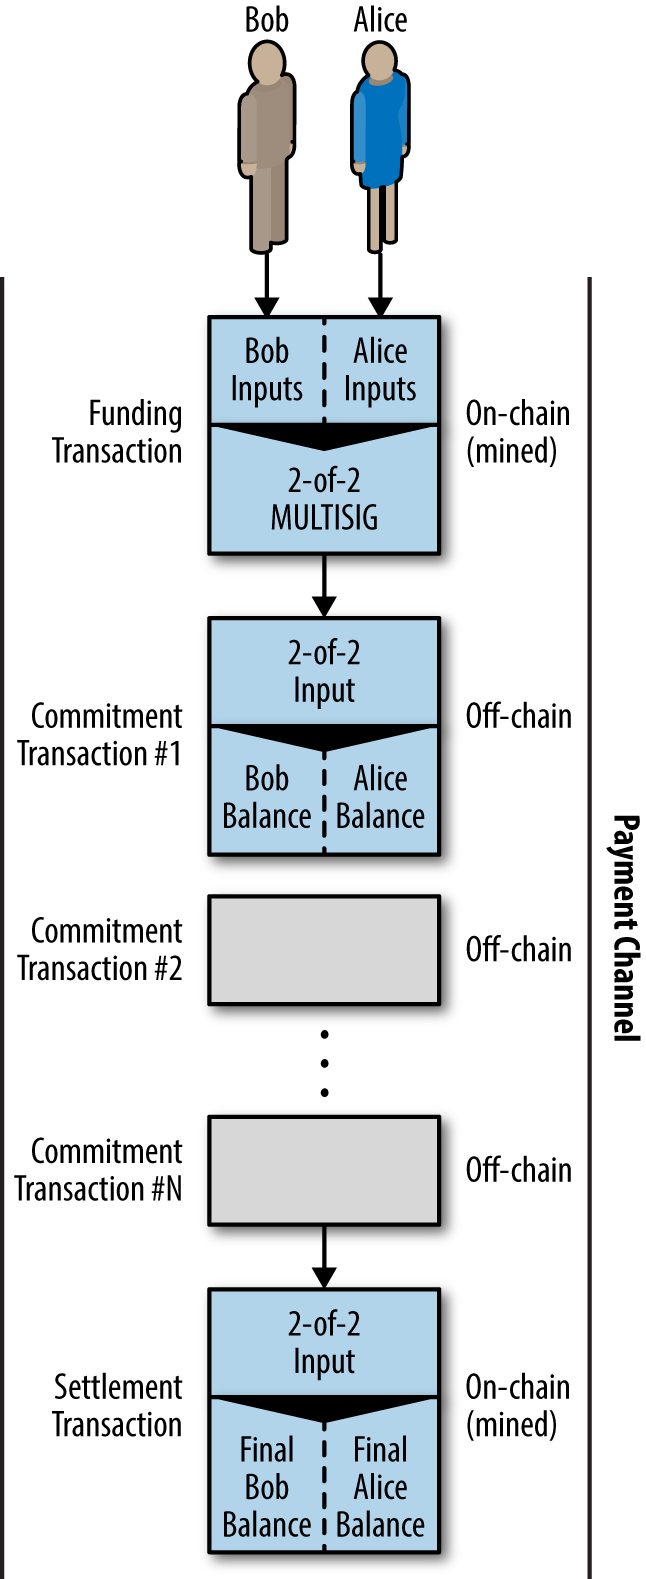 Bob
Alice
Bob
Inputs
Alice
Inputs
Funding
Transaction
On-chain
(mined)
2-of-2
MULTISIG
2-of-2
Input
Commitment
Transaction #1
Off-chain
Bob
Balance
Alice
Balance
Commitment
Transaction #2
Off-chain
Payment Channel
Commitment
Transaction #N
Off-chain
2-of-2
Input
Settlement
Transaction
On-chain
(mined)
Final
Bob
Balance
Final
Alice
Balance